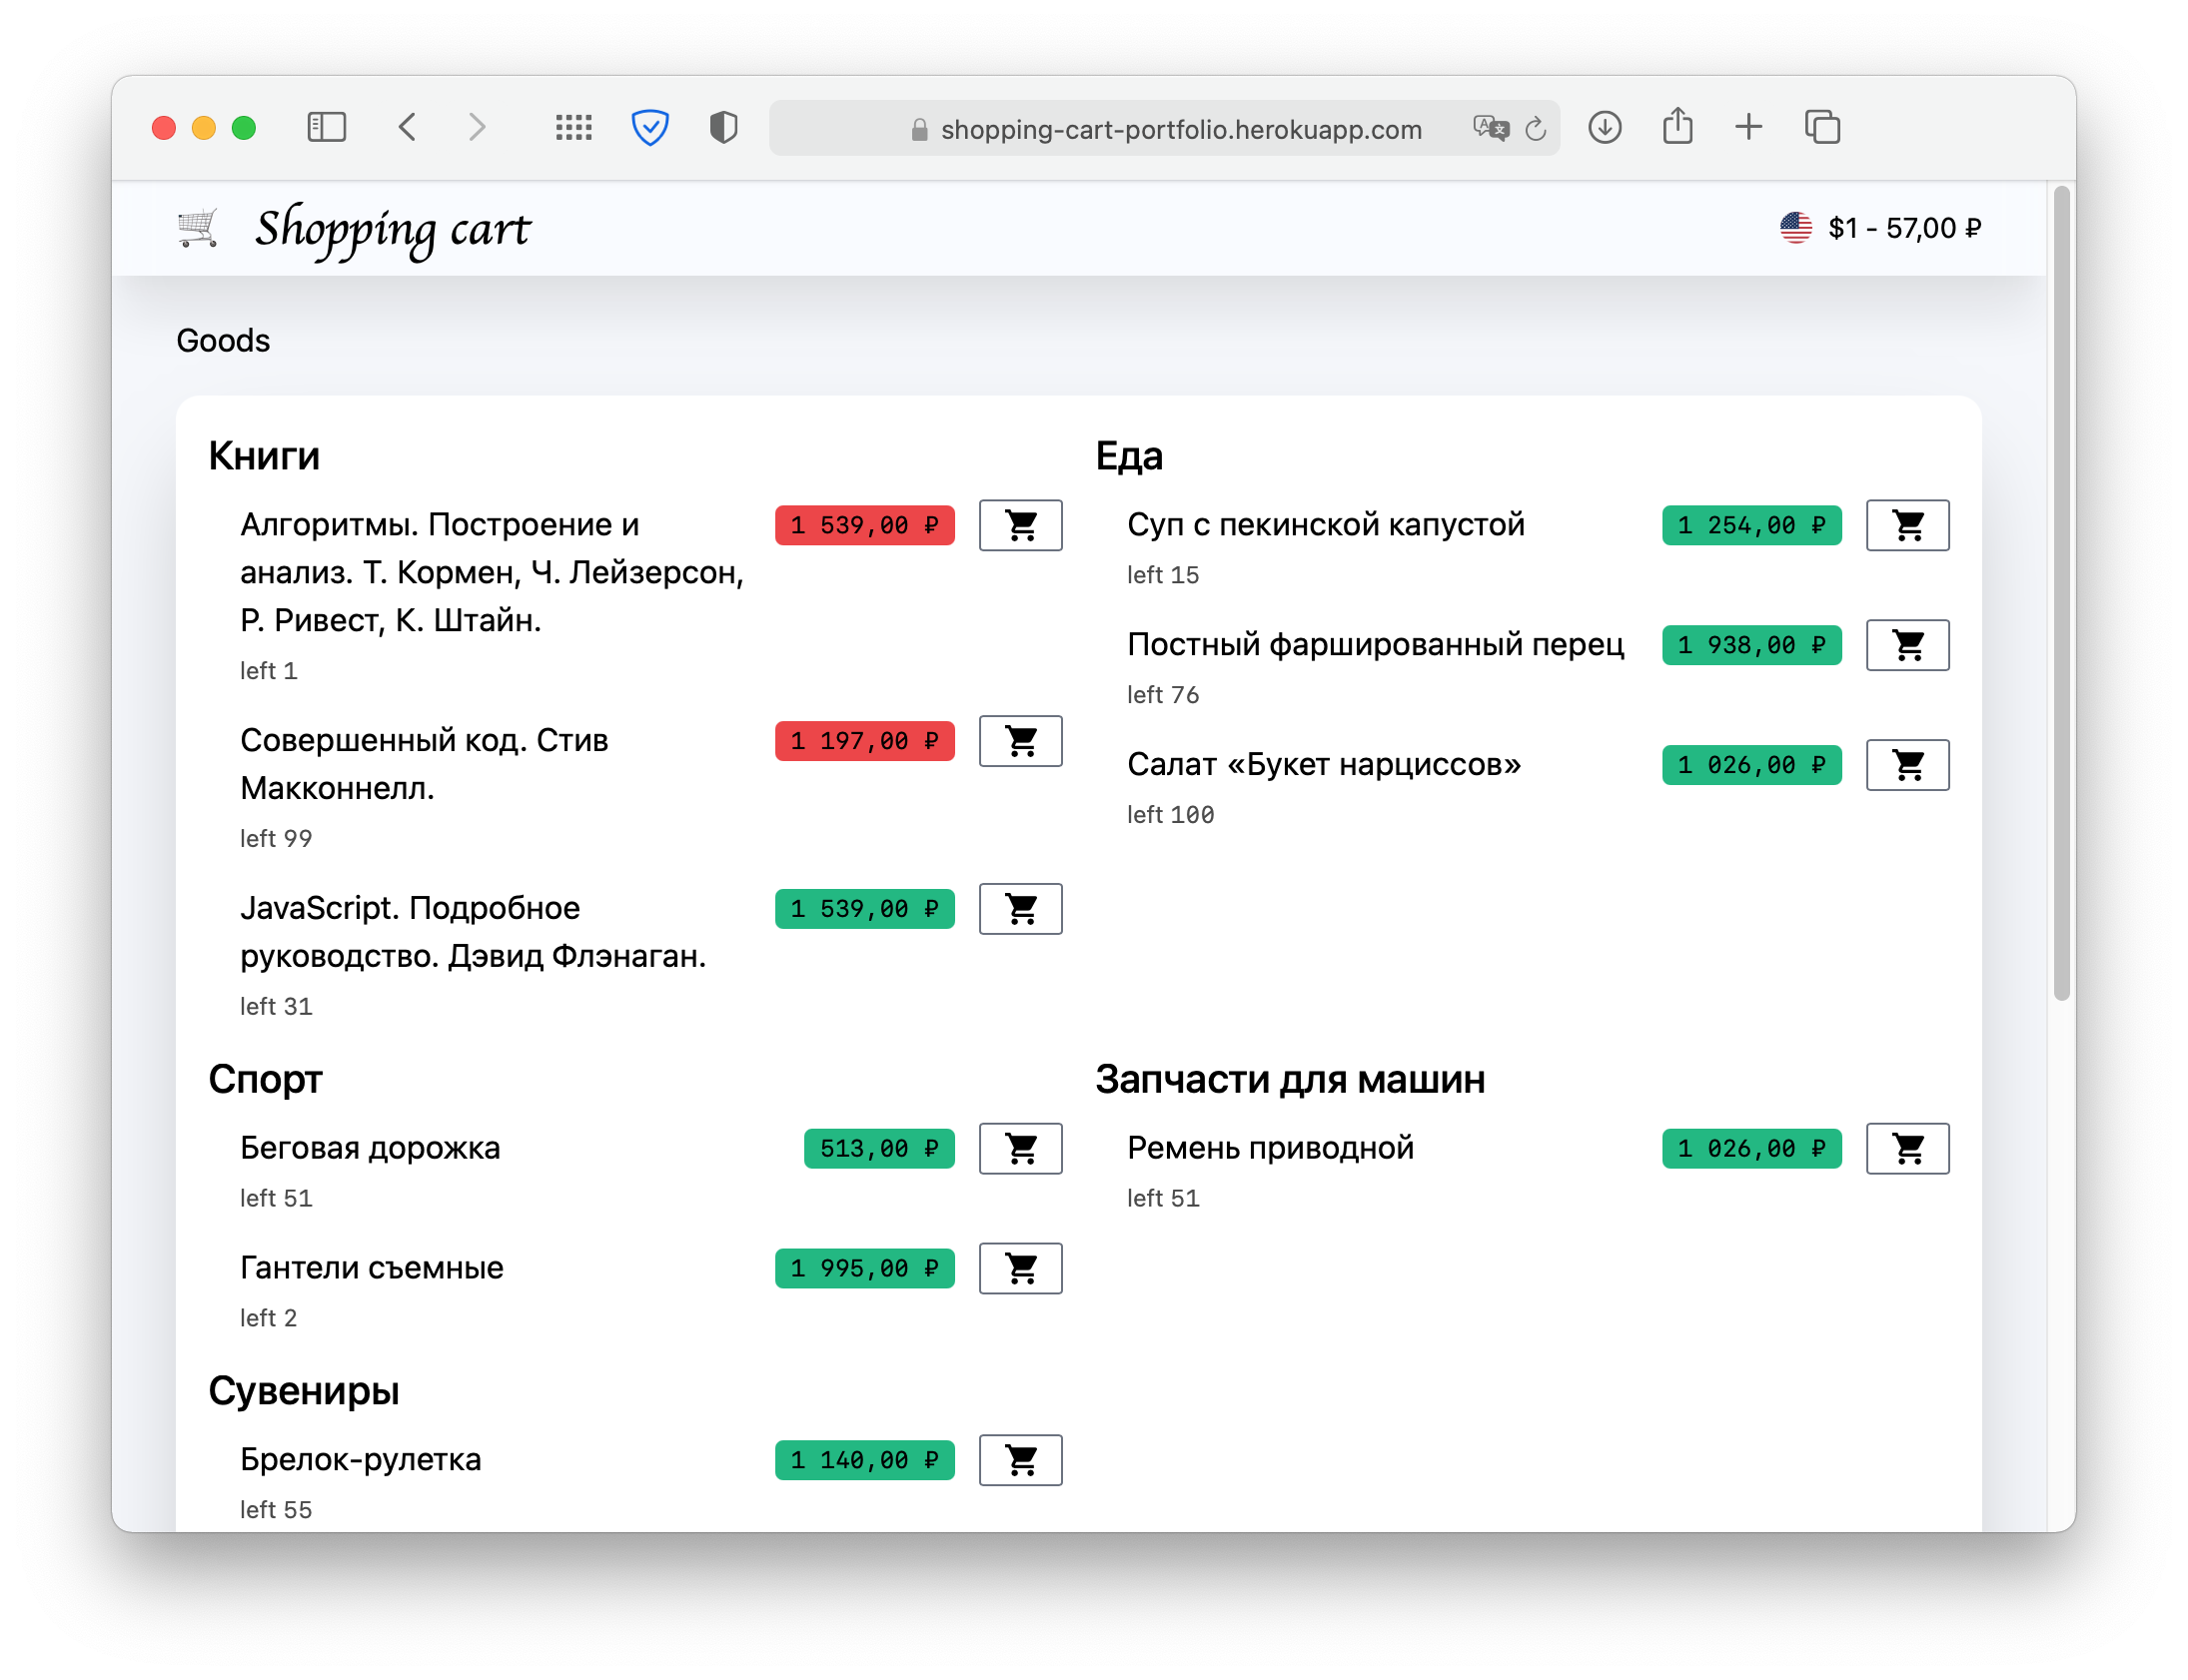 shopping-cart-portfolio.herokuapp.com
Shopping cart
$1 - 57,00 ₽
Goods
Книги
Алгоритмы. Построение и
анализ. Т. Кормен, Ч. Лейзерсон,
Р. Ривест, К. Штайн.
1 539,00 ₽
left 1
Совершенный код. Стив
Макконнелл.
1 197,00 ₽
left 99
JavaScript. Подробное
руководство. Дэвид Флэнаган.
1 539,00 ₽
left 31
Еда
Суп с пекинской капустой
1 254,00 ₽
left 15
Постный фаршированный перец
1 938,00 ₽
left 76
Салат «Букет нарциссов»
1 026,00 ₽
left 100
Спорт
Беговая дорожка
513,00 ₽
left 51
Гантели съемные
1 995,00 ₽
left 2
Запчасти для машин
Ремень приводной
1 026,00 ₽
left 51
Сувениры
Брелок-рулетка
1 140,00 ₽
left 55